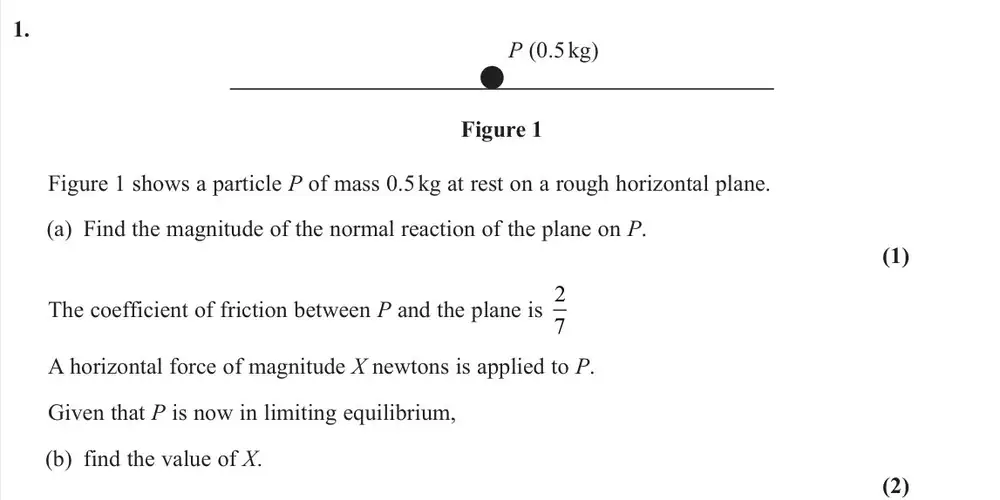 1.
P (0.5 kg)
Figure 1
Figure 1 shows a particle P of mass 0.5 kg at rest on a rough horizontal plane.
(a) Find the magnitude of the normal reaction of the plane on P.
(1)
The coefficient of friction between P and the plane is 2/7
A horizontal force of magnitude X newtons is applied to P.
Given that P is now in limiting equilibrium,
(b) find the value of X.
(2)